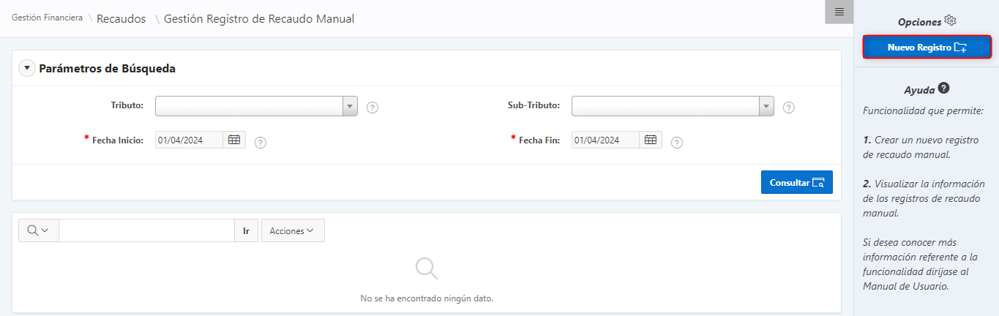 Gestión Financiera \ Recaudos \ Gestión Registro de Recaudo Manual
Opciones
Nuevo Registro
Parámetros de Búsqueda
Tributo:
Sub-Tributo:
* Fecha Inicio: 01/04/2024
* Fecha Fin: 01/04/2024
Consultar
Ir
Acciones
No se ha encontrado ningún dato.
Ayuda
Funcionalidad que permite:
1. Crear un nuevo registro
de recaudo manual.
2. Visualizar la información
de los registros de recaudo
manual.
Si desea conocer más
información referente a la
funcionalidad diríjase al
Manual de Usuario.